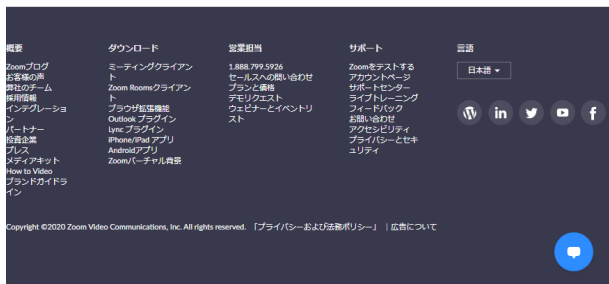 概要
Zoomブログ
お客様の声
弊社のチーム
採用情報
インテグレーショ
ン
パートナー
投資企業
プレス
メディアキット
How to Video
ブランドガイドラ
イン
ダウンロード
ミーティングクライアン
ト
Zoom Roomsクライアン
ト
ブラウザ拡張機能
Outlook プラグイン
Lync プラグイン
iPhone/iPad アプリ
Androidアプリ
Zoomバーチャル背景
営業担当
1.888.799.5926
セールスへの問い合わせ
プランと価格
デモリクエスト
ウェビナーとイベントリ
スト
サポート
Zoomをテストする
アカウントページ
サポートセンター
ライブトレーニング
フィードバック
お問い合わせ
アクセシビリティ
プライバシーとセキ
ュリティ
言語
日本語
Copyright ©2020 Zoom Video Communications, Inc. All rights reserved. 「プライバシーおよび法務ポリシー」 | 広告について